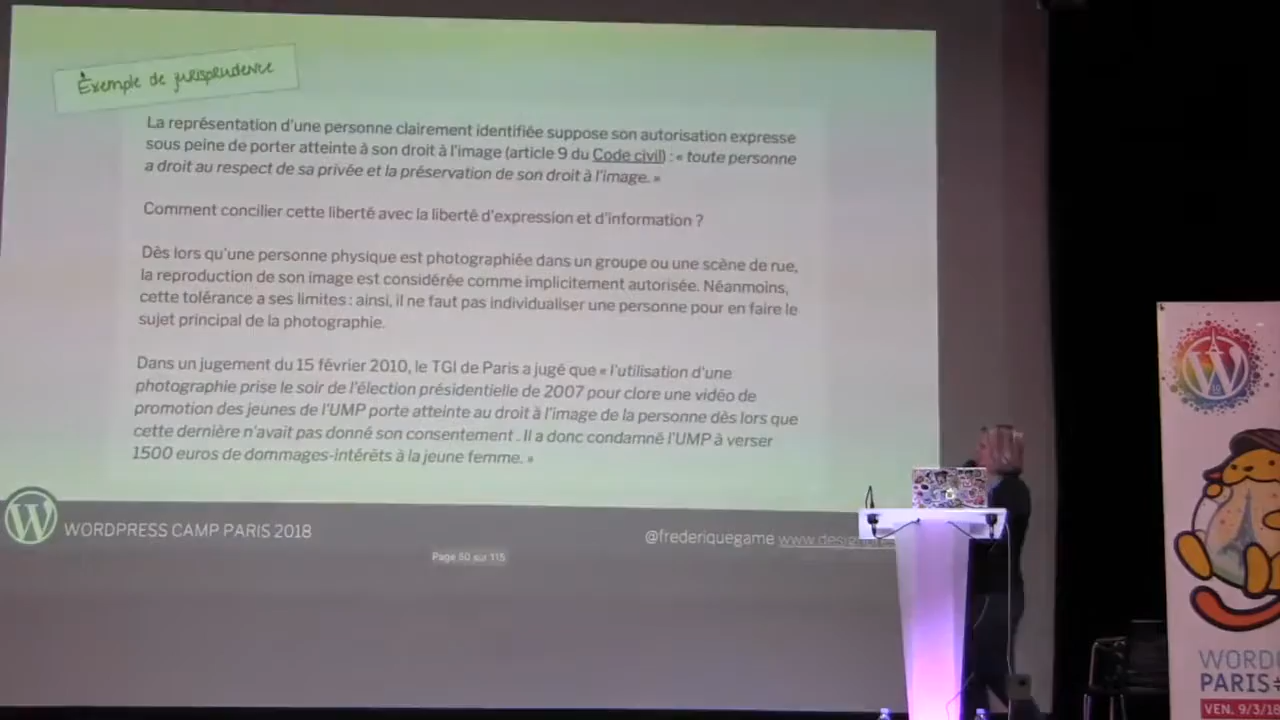 Exemple de jurisprudence
La représentation d'une personne clairement identifiée suppose son autorisation expresse
sous peine de porter atteinte à son droit à l'image (article 9 du Code civil) : « toute personne
a droit au respect de sa privée et la préservation de son droit à l'image. »
Comment concilier cette liberté avec la liberté d'expression et d'information ?
Dès lors qu'une personne physique est photographiée dans un groupe ou une scène de rue,
la reproduction de son image est considérée comme implicitement autorisée. Néanmoins,
cette tolérance a ses limites : ainsi, il ne faut pas individualiser une personne pour en faire le
sujet principal de la photographie.
Dans un jugement du 15 février 2010, le TGI de Paris a jugé que « l'utilisation d'une
photographie prise le soir de l'élection présidentielle de 2007 pour clore une vidéo de
promotion des jeunes de l'UMP porte atteinte au droit à l'image de la personne dès lors que
cette dernière n'avait pas donné son consentement . Il a donc condamné l'UMP à verser
1500 euros de dommages-intérêts à la jeune femme. »
WORDPRESS CAMP PARIS 2018
@frederiquegame www.desig
Page 50 sur 115
WORD
PARIS
VEN. 9/3/18